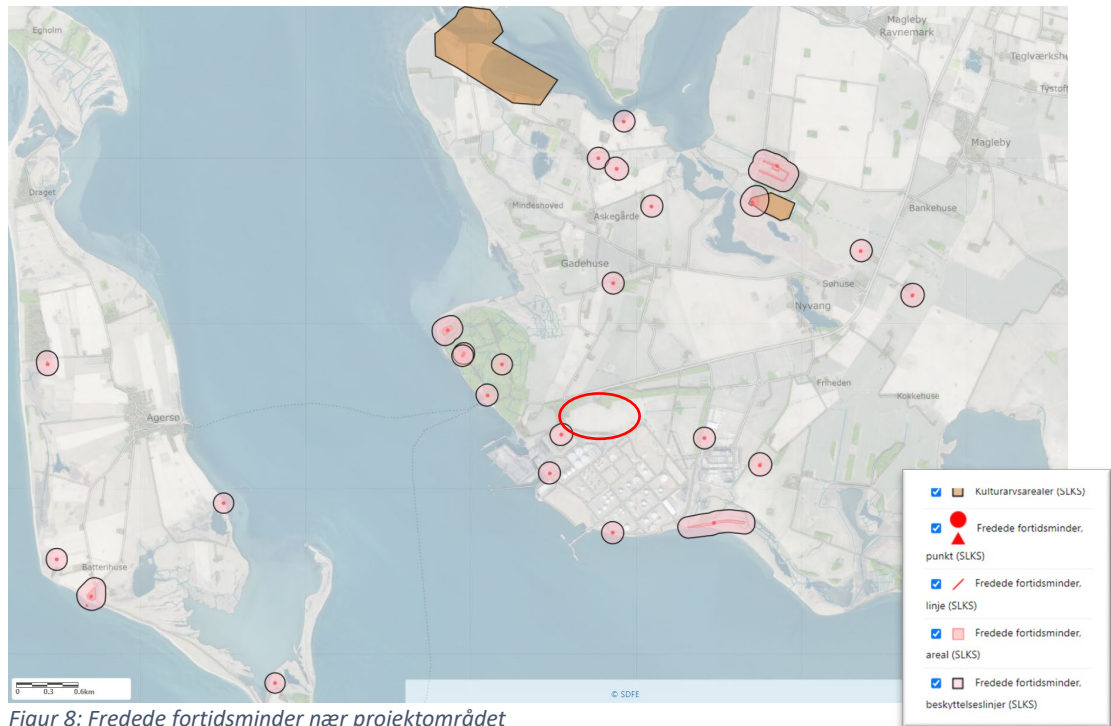 Egholm
Magleby
Ravnemark
Teglværkshu
Tystoft
Magleby
Draget
Mindeshoved
Askegårde
Bankehuse
Gadehuse
Søhuse
Nyvang
Friheden
Kokkehuse
Agersø
Batterihuse
0 0.3 0.6km
© SDFE
Kulturarvsarealer (SLKS)
Fredede fortidsminder,
punkt (SLKS)
Fredede fortidsminder,
linje (SLKS)
Fredede fortidsminder,
areal (SLKS)
Fredede fortidsminder,
beskyttelseslinjer (SLKS)
Figur 8: Fredede fortidsminder nær projektområdet